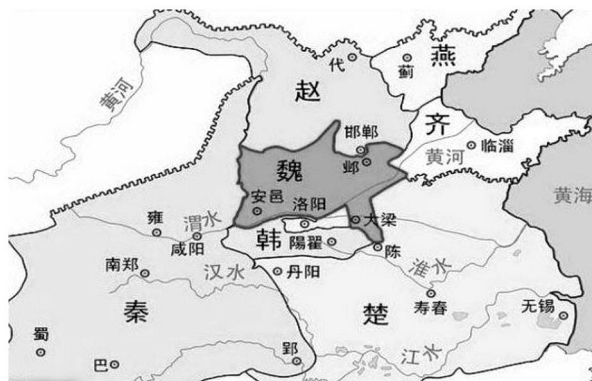 代
蓟
燕
赵
黄河
齐
邯郸
临淄
邺
黄河
魏
黄海
安邑
洛阳
大梁
雍
渭水
咸阳
韩
陽翟
陈
南郑
汉水
丹阳
淮水
秦
楚
寿春
无锡
蜀
巴
郢
江水